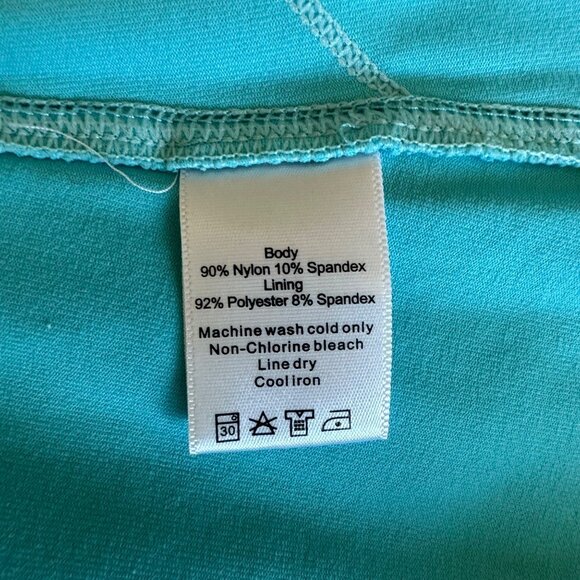 Body
90% Nylon 10% Spandex
Lining
92% Polyester 8% Spandex
Machine wash cold only
Non-Chlorine bleach
Line dry
Cool iron
30